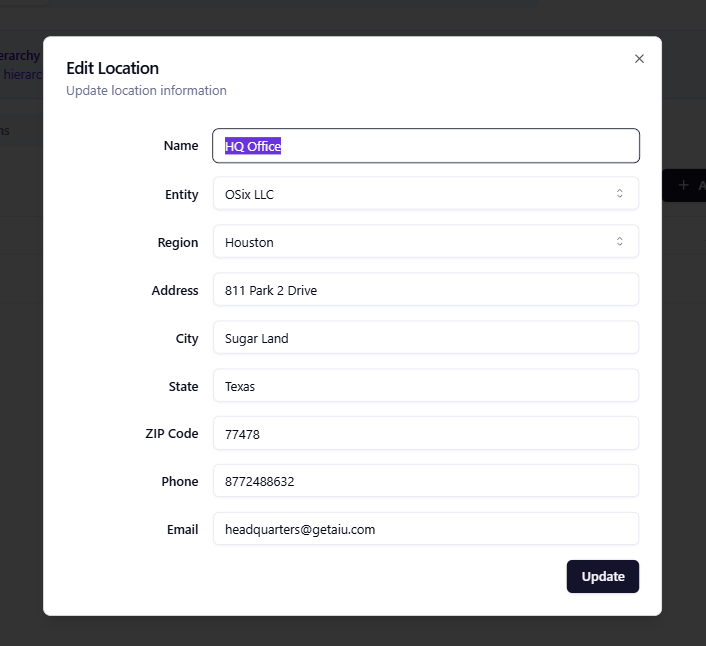 erarchy
hierarc
ns
A
Edit Location
Update location information
Name
HQ Office
Entity
OSix LLC
Region
Houston
Address
811 Park 2 Drive
City
Sugar Land
State
Texas
ZIP Code
77478
Phone
8772488632
Email
headquarters@getaiu.com
Update